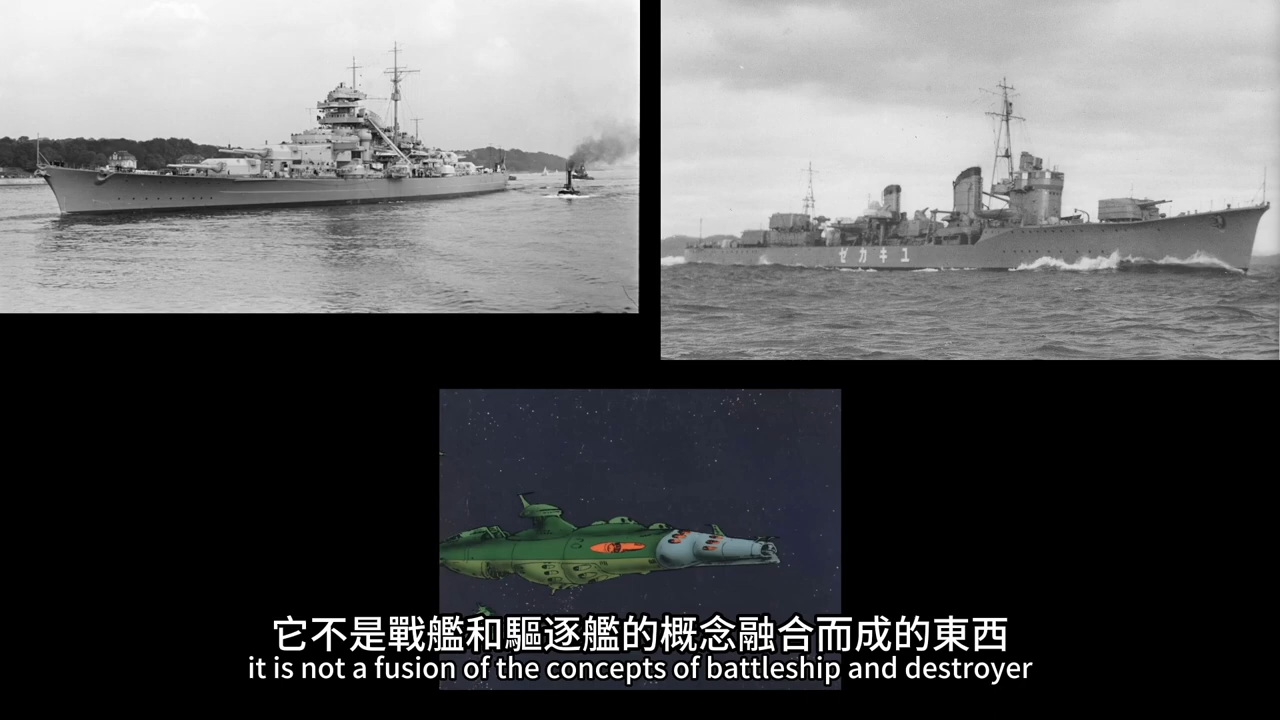 ゼカキユ
它不是戰艦和驅逐艦的概念融合而成的東西
it is not a fusion of the concepts of battleship and destroyer